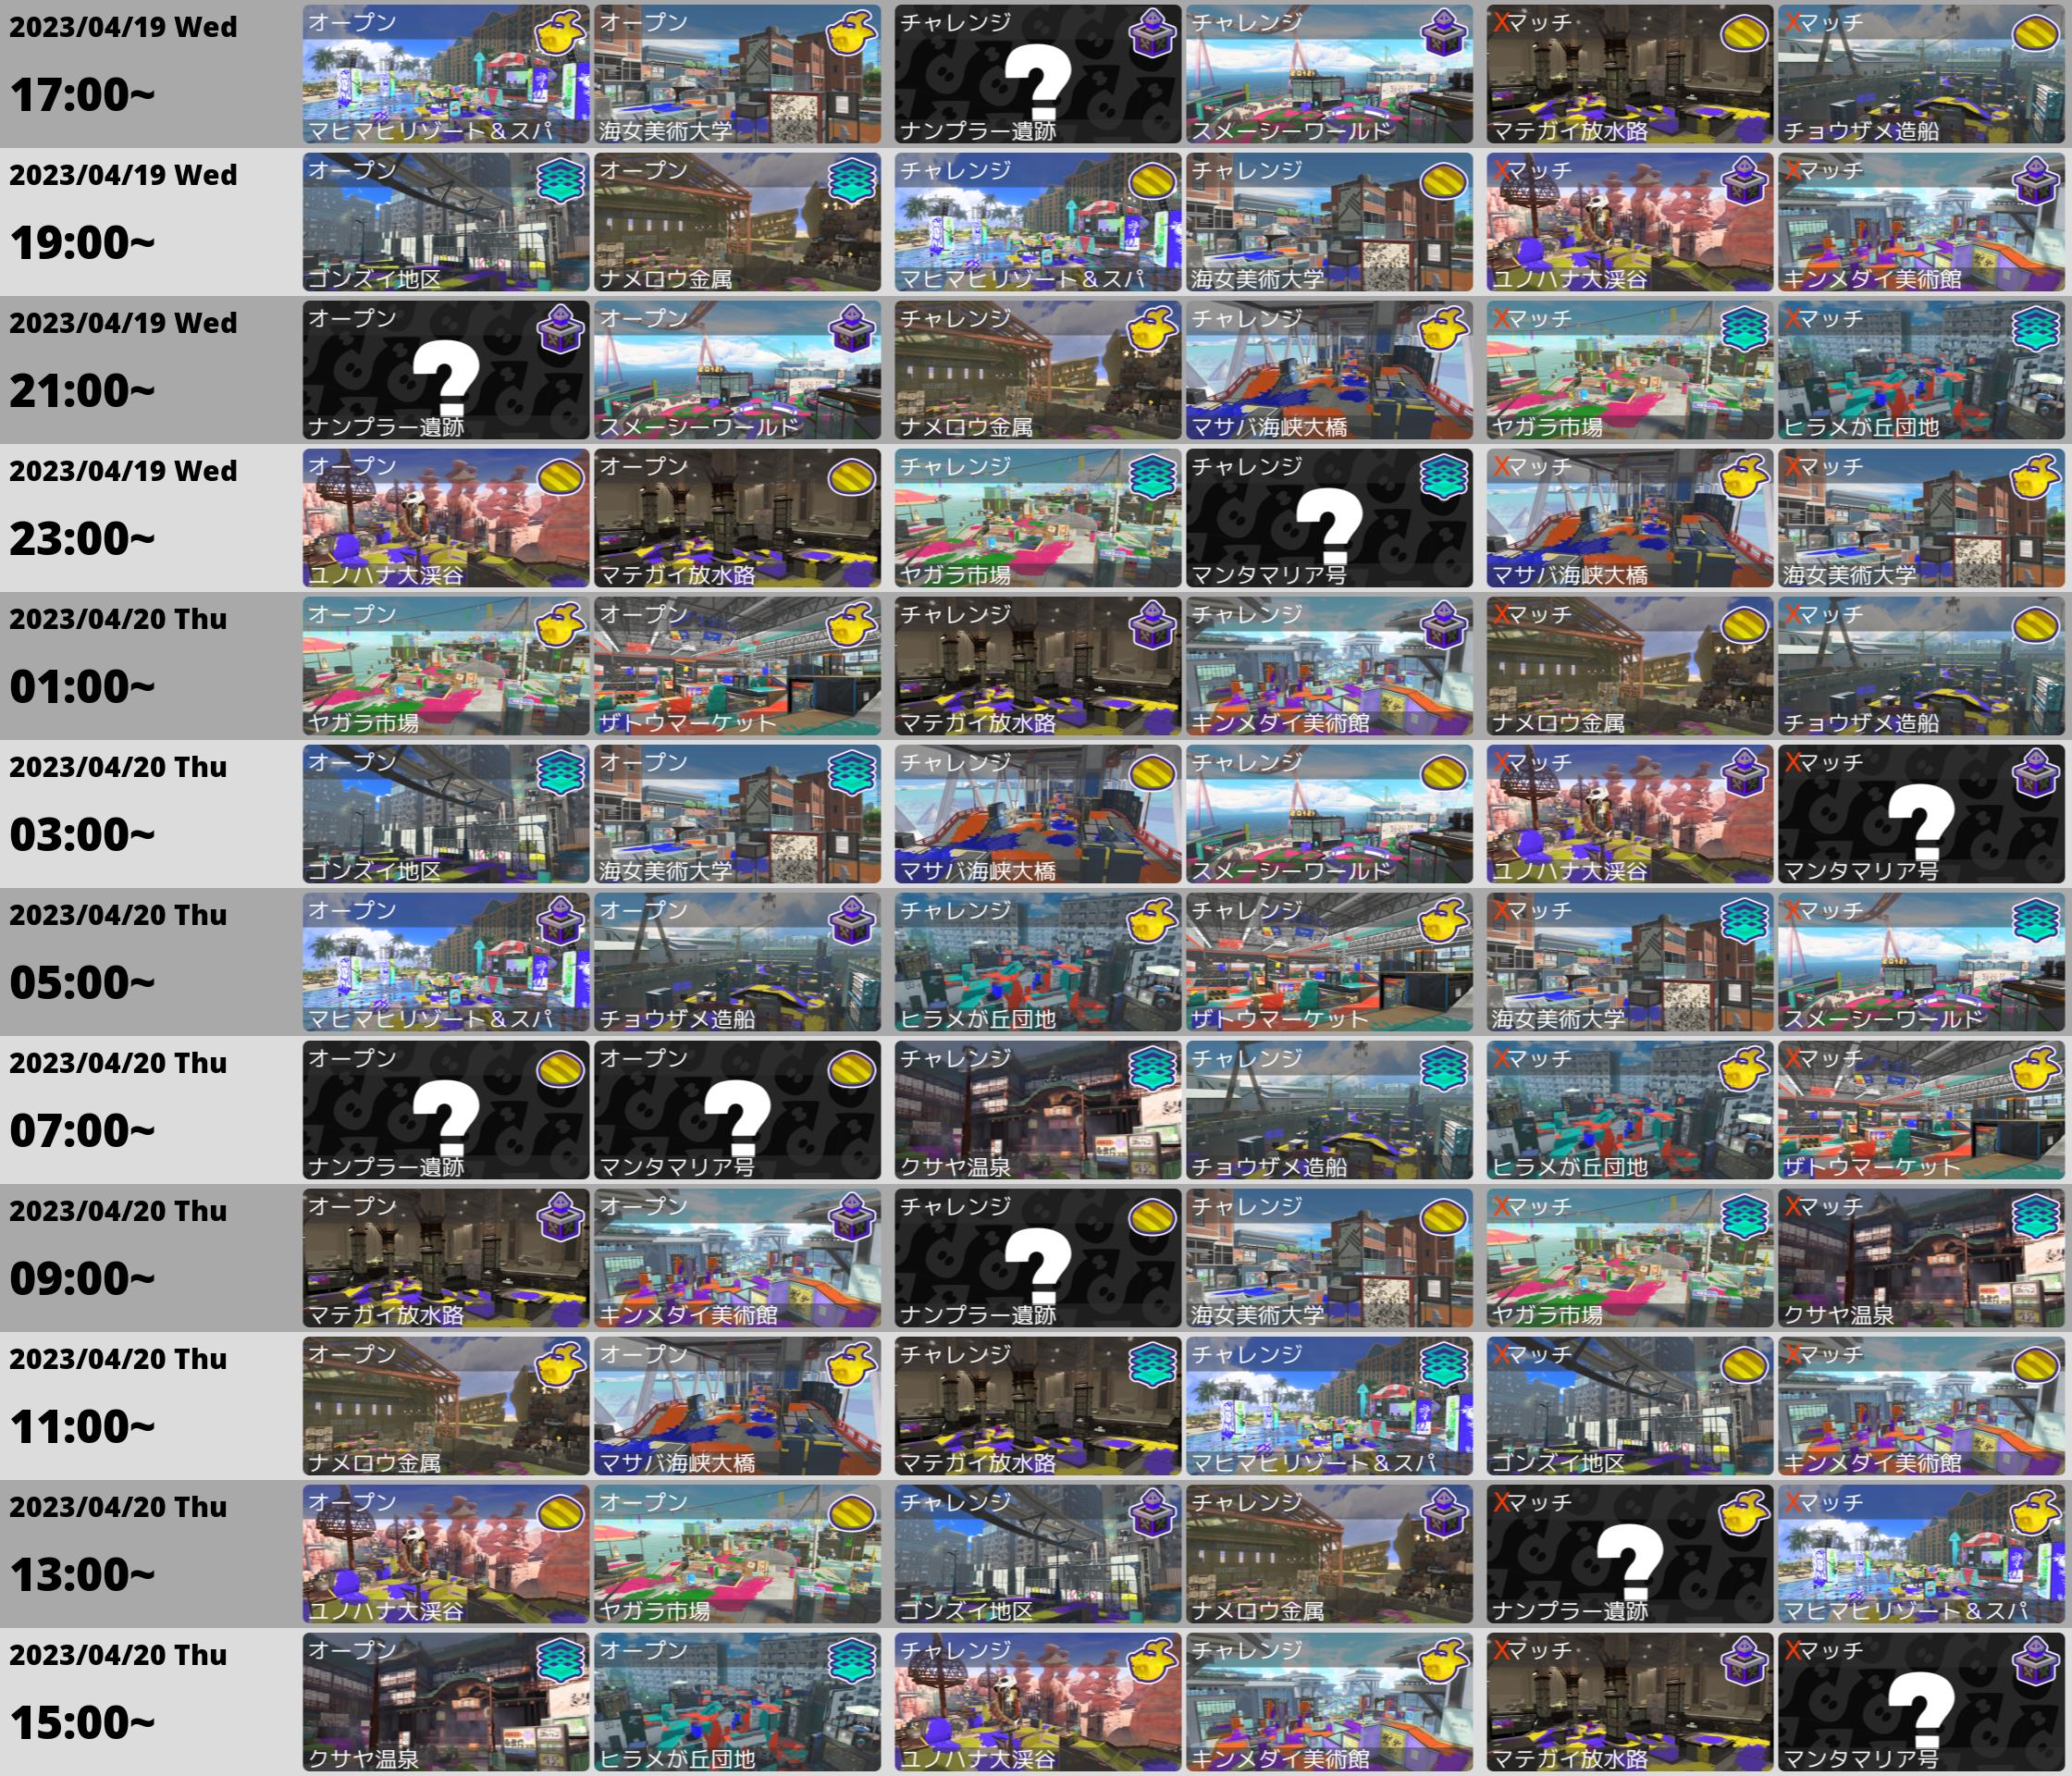 2023/04/19 Wed
17:00~
オープン
マヒマヒリゾート＆スパ
オープン
海女美術大学
チャレンジ
ナンプラー遺跡
チャレンジ
スメーシーワールド
Xマッチ
マテガイ放水路
Xマッチ
チョウザメ造船
2023/04/19 Wed
19:00~
オープン
ゴンズイ地区
オープン
ナメロウ金属
チャレンジ
マヒマヒリゾート＆スパ
チャレンジ
海女美術大学
Xマッチ
ユノハナ大渓谷
Xマッチ
キンメダイ美術館
2023/04/19 Wed
21:00~
オープン
ナンプラー遺跡
オープン
スメーシーワールド
チャレンジ
ナメロウ金属
チャレンジ
マサバ海峡大橋
Xマッチ
ヤガラ市場
Xマッチ
ヒラメが丘団地
2023/04/19 Wed
23:00~
オープン
ユノハナ大渓谷
オープン
マテガイ放水路
チャレンジ
ヤガラ市場
チャレンジ
マンタマリア号
Xマッチ
マサバ海峡大橋
Xマッチ
海女美術大学
2023/04/20 Thu
01:00~
オープン
ヤガラ市場
オープン
ザトウマーケット
チャレンジ
マテガイ放水路
チャレンジ
キンメダイ美術館
Xマッチ
ナメロウ金属
Xマッチ
チョウザメ造船
2023/04/20 Thu
03:00~
オープン
ゴンズイ地区
オープン
海女美術大学
チャレンジ
マサバ海峡大橋
チャレンジ
スメーシーワールド
Xマッチ
ユノハナ大渓谷
Xマッチ
マンタマリア号
2023/04/20 Thu
05:00~
オープン
マヒマヒリゾート＆スパ
オープン
チョウザメ造船
チャレンジ
ヒラメが丘団地
チャレンジ
ザトウマーケット
Xマッチ
海女美術大学
Xマッチ
スメーシーワールド
2023/04/20 Thu
07:00~
オープン
ナンプラー遺跡
オープン
マンタマリア号
チャレンジ
クサヤ温泉
チャレンジ
チョウザメ造船
Xマッチ
ヒラメが丘団地
Xマッチ
ザトウマーケット
2023/04/20 Thu
09:00~
オープン
マテガイ放水路
オープン
キンメダイ美術館
チャレンジ
ナンプラー遺跡
チャレンジ
海女美術大学
Xマッチ
ヤガラ市場
Xマッチ
クサヤ温泉
2023/04/20 Thu
11:00~
オープン
ナメロウ金属
オープン
マサバ海峡大橋
チャレンジ
マテガイ放水路
チャレンジ
マヒマヒリゾート＆スパ
Xマッチ
ゴンズイ地区
Xマッチ
キンメダイ美術館
2023/04/20 Thu
13:00~
オープン
ユノハナ大渓谷
オープン
ヤガラ市場
チャレンジ
ゴンズイ地区
チャレンジ
ナメロウ金属
Xマッチ
ナンプラー遺跡
Xマッチ
マヒマヒリゾート＆スパ
2023/04/20 Thu
15:00~
オープン
クサヤ温泉
オープン
ヒラメが丘団地
チャレンジ
ユノハナ大渓谷
チャレンジ
キンメダイ美術館
Xマッチ
マテガイ放水路
Xマッチ
マンタマリア号